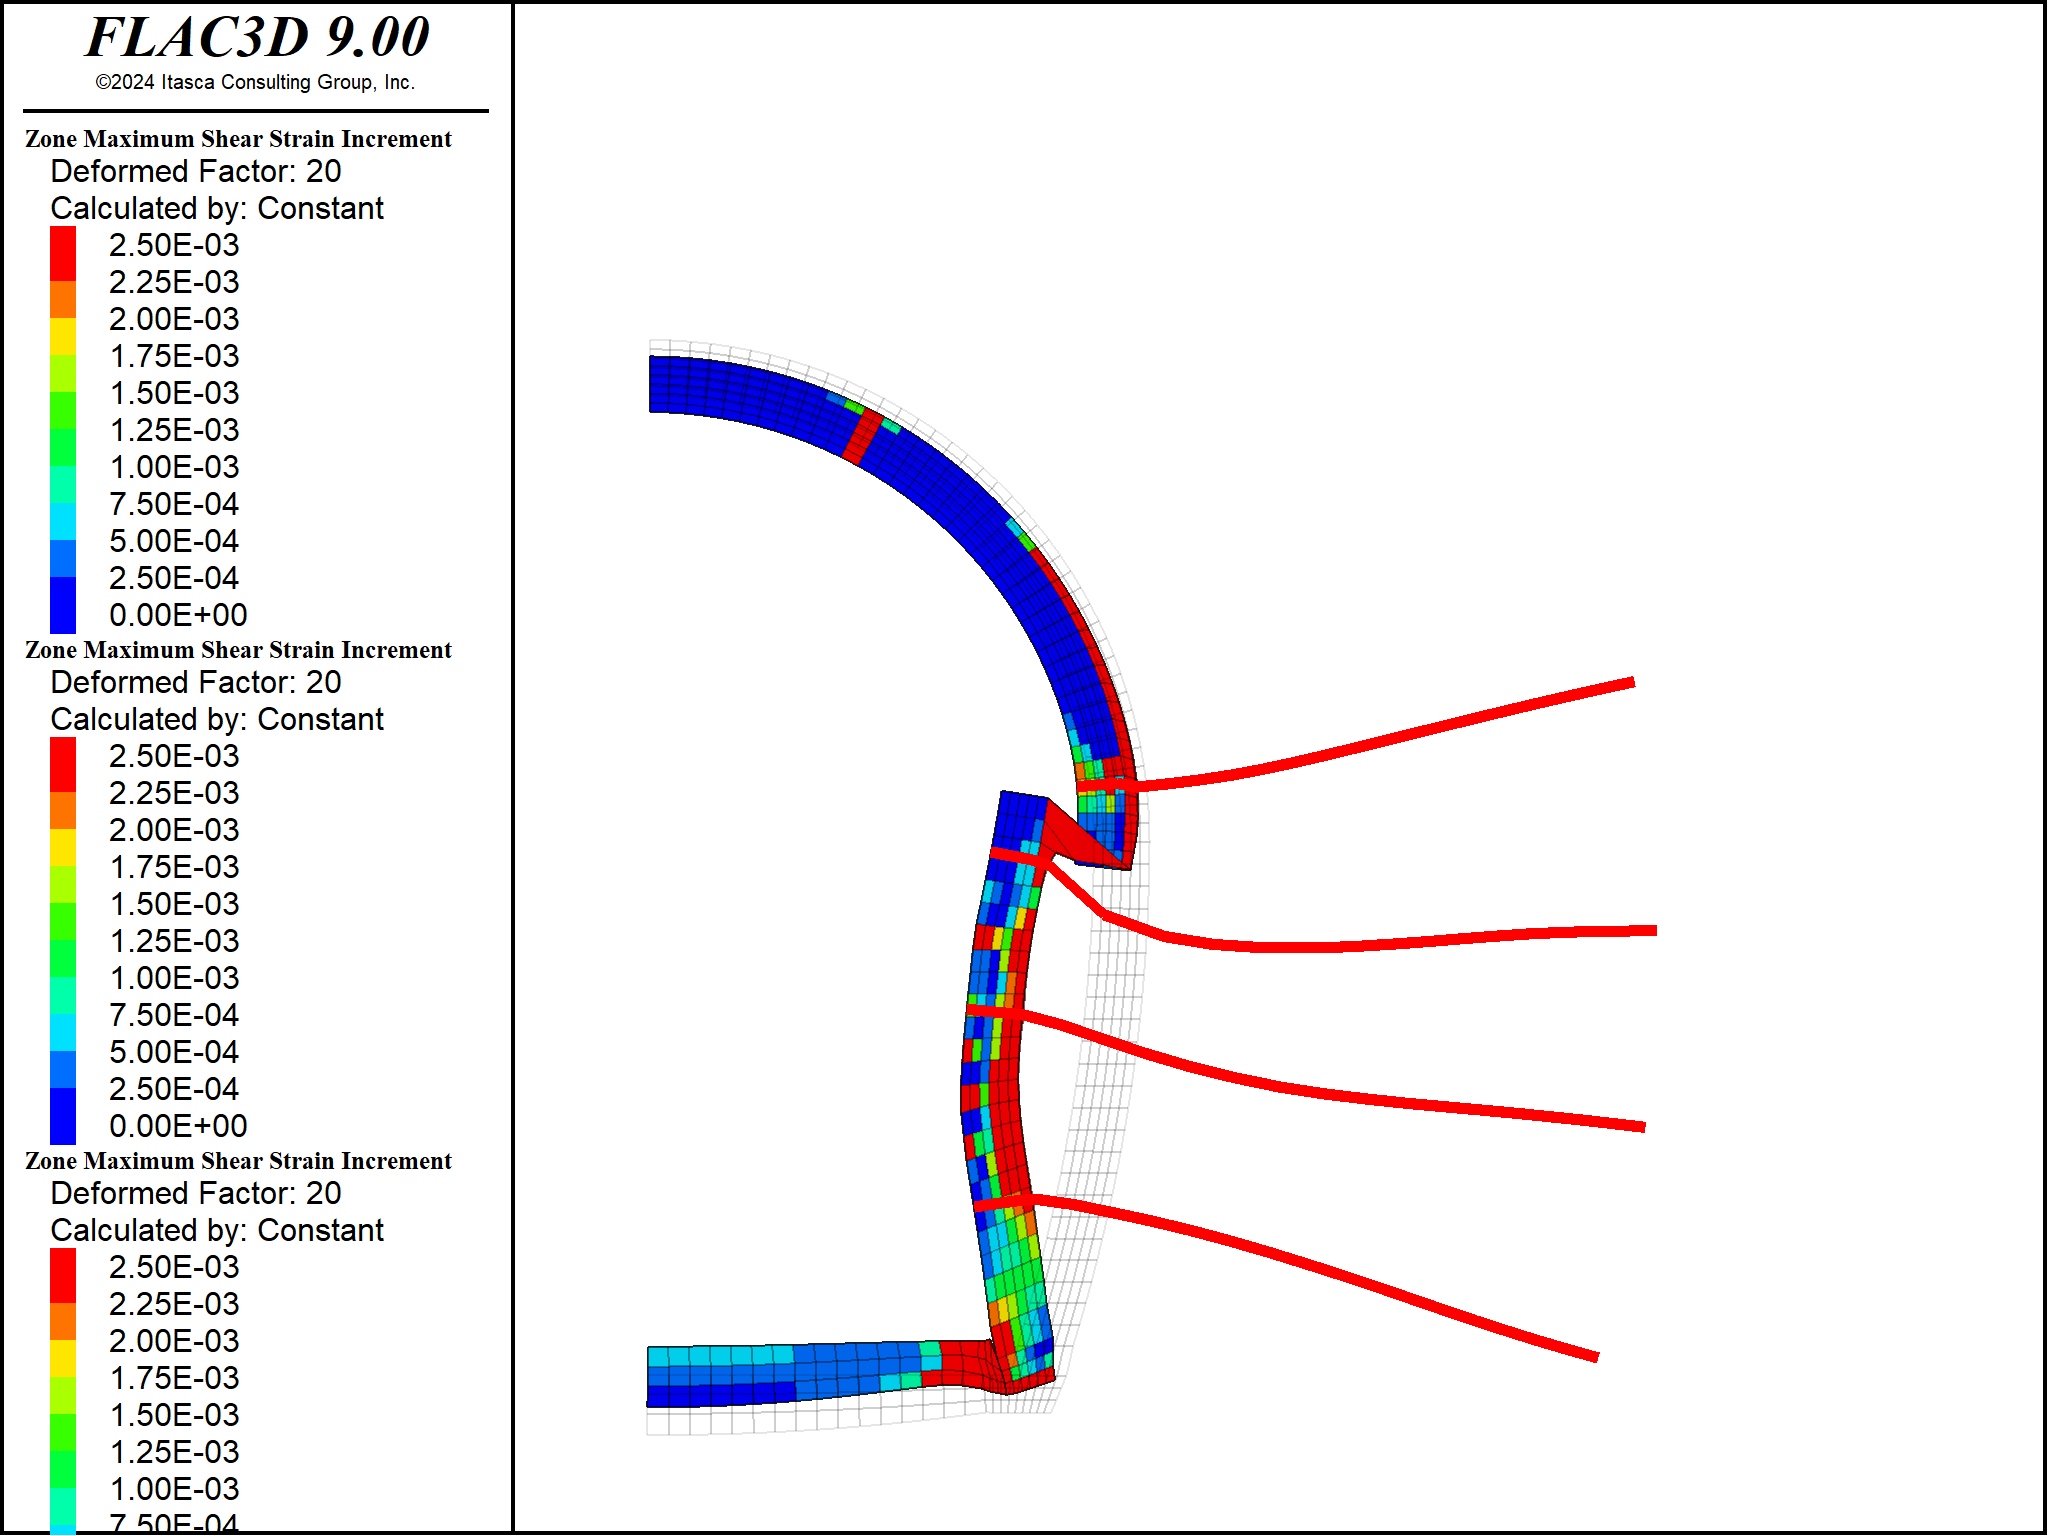 FLAC3D 9.00
©2024 Itasca Consulting Group, Inc.
Zone Maximum Shear Strain Increment
Deformed Factor: 20
Calculated by: Constant
2.50E-03
2.25E-03
2.00E-03
1.75E-03
1.50E-03
1.25E-03
1.00E-03
7.50E-04
5.00E-04
2.50E-04
0.00E+00
Zone Maximum Shear Strain Increment
Deformed Factor: 20
Calculated by: Constant
2.50E-03
2.25E-03
2.00E-03
1.75E-03
1.50E-03
1.25E-03
1.00E-03
7.50E-04
5.00E-04
2.50E-04
0.00E+00
Zone Maximum Shear Strain Increment
Deformed Factor: 20
Calculated by: Constant
2.50E-03
2.25E-03
2.00E-03
1.75E-03
1.50E-03
1.25E-03
1.00E-03
7.50E-04